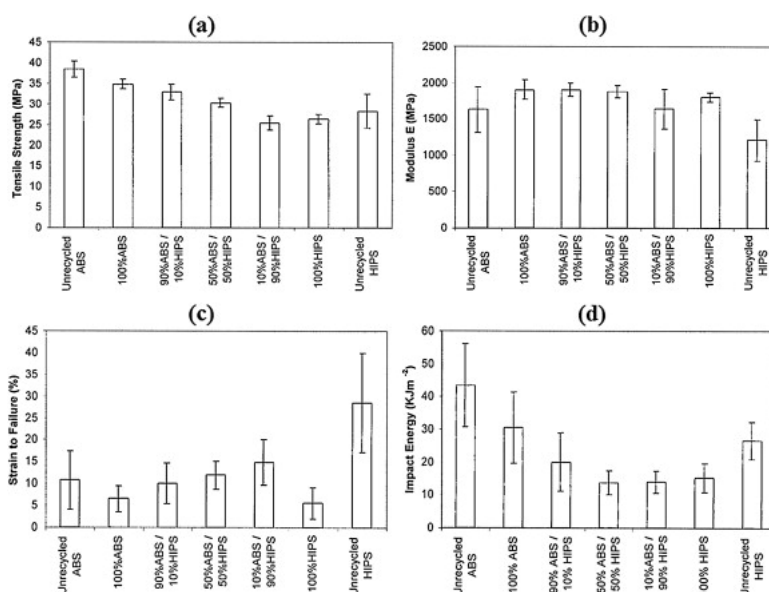 (a)
Tensile Strength (MPa)
45
40
35
30
25
20
15
10
5
0
Unrecycled
ABS
100%ABS
90%ABS /
10%HIPS
50%ABS /
50%HIPS
10%ABS /
90%HIPS
100%HIPS
Unrecycled
HIPS
(b)
Modulus E (MPa)
2500
2000
1500
1000
500
0
Unrecycled
ABS
100%ABS
90%ABS /
10%HIPS
50%ABS /
50%HIPS
10%ABS /
90%HIPS
100%HIPS
Unrecycled
HIPS
(c)
Strain to Failure (%)
45
40
35
30
25
20
15
10
5
0
Unrecycled
ABS
100%ABS
90%ABS /
10%HIPS
50%ABS /
50%HIPS
10%ABS /
90%HIPS
100%HIPS
Unrecycled
HIPS
(d)
Impact Energy (KJm⁻²)
60
50
40
30
20
10
0
Unrecycled
ABS
100% ABS
90% ABS /
10% HIPS
50% ABS /
50% HIPS
10%ABS /
90% HIPS
00% HIPS
Unrecycled
HIPS